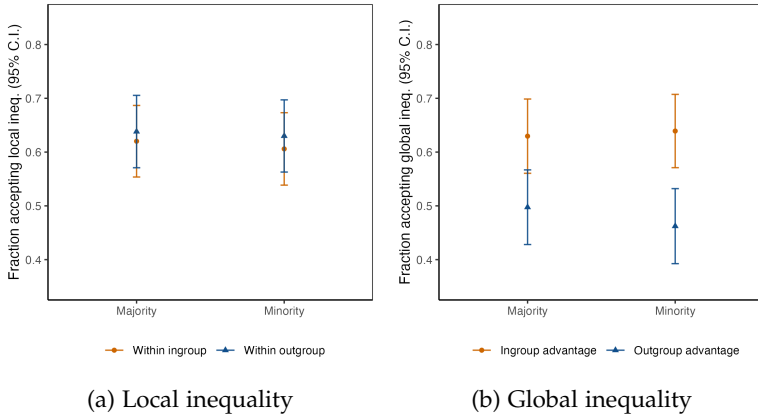 Fraction accepting local ineq. (95% C.I.)
0.8
0.7
0.6
0.5
0.4
Majority
Minority
Within ingroup
Within outgroup
(a) Local inequality
Fraction accepting global ineq. (95% C.I.)
0.8
0.7
0.6
0.5
0.4
Majority
Minority
Ingroup advantage
Outgroup advantage
(b) Global inequality